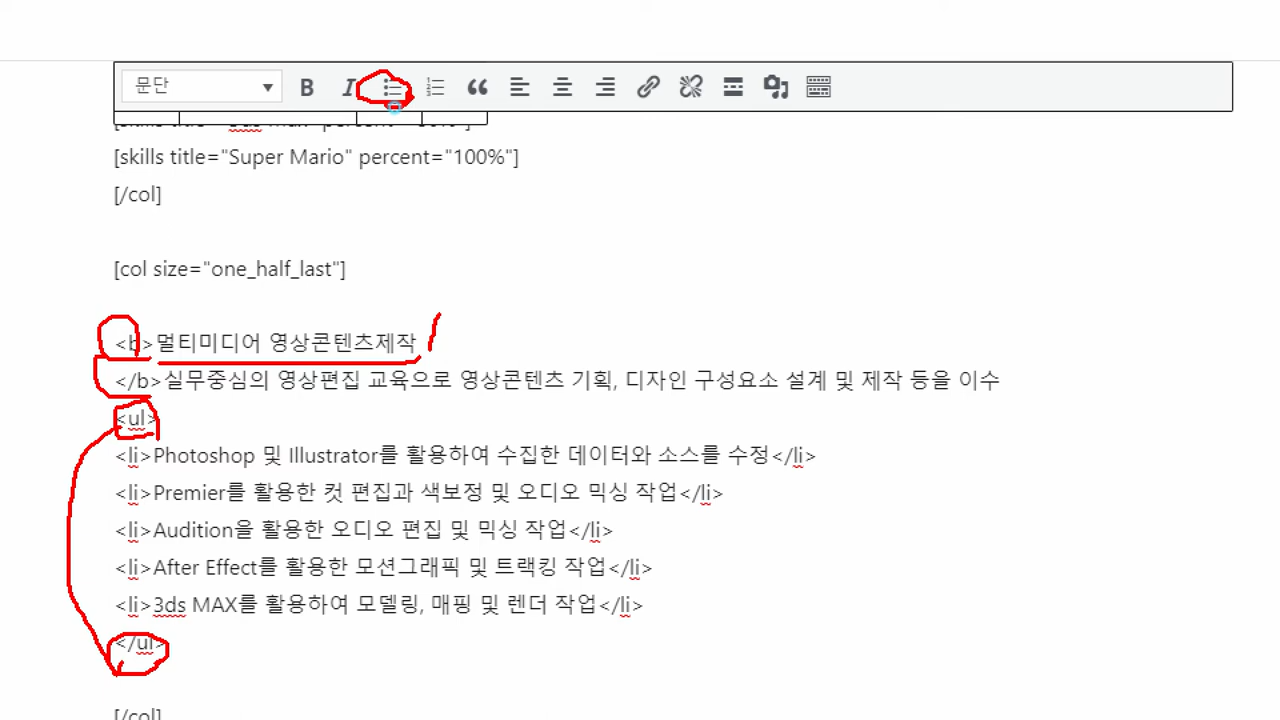 문단
[skills title="3ds Max" percent="80%"]
[skills title="Super Mario" percent="100%"]
[/col]
[col size="one_half_last"]
<b>멀티미디어 영상콘텐츠제작
</b>실무중심의 영상편집 교육으로 영상콘텐츠 기획, 디자인 구성요소 설계 및 제작 등을 이수
<ul>
<li>Photoshop 및 Illustrator를 활용하여 수집한 데이터와 소스를 수정</li>
<li>Premier를 활용한 컷 편집과 색보정 및 오디오 믹싱 작업</li>
<li>Audition을 활용한 오디오 편집 및 믹싱 작업</li>
<li>After Effect를 활용한 모션그래픽 및 트랙킹 작업</li>
<li>3ds MAX를 활용하여 모델링, 매핑 및 렌더 작업</li>
</ul>
[/col]